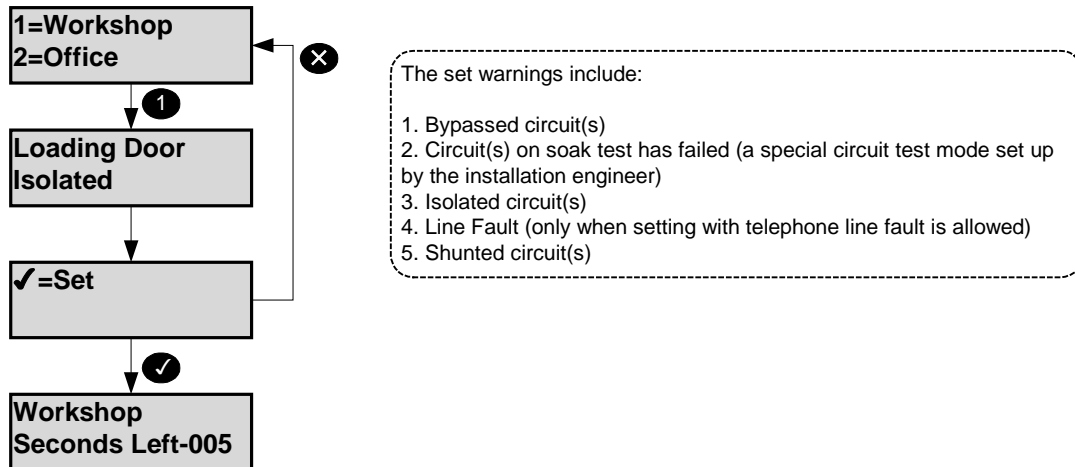 1=Workshop
2=Office
✕
1
Loading Door
Isolated
✓=Set
✓
Workshop
Seconds Left-005
The set warnings include:
1. Bypassed circuit(s)
2. Circuit(s) on soak test has failed (a special circuit test mode set up
by the installation engineer)
3. Isolated circuit(s)
4. Line Fault (only when setting with telephone line fault is allowed)
5. Shunted circuit(s)